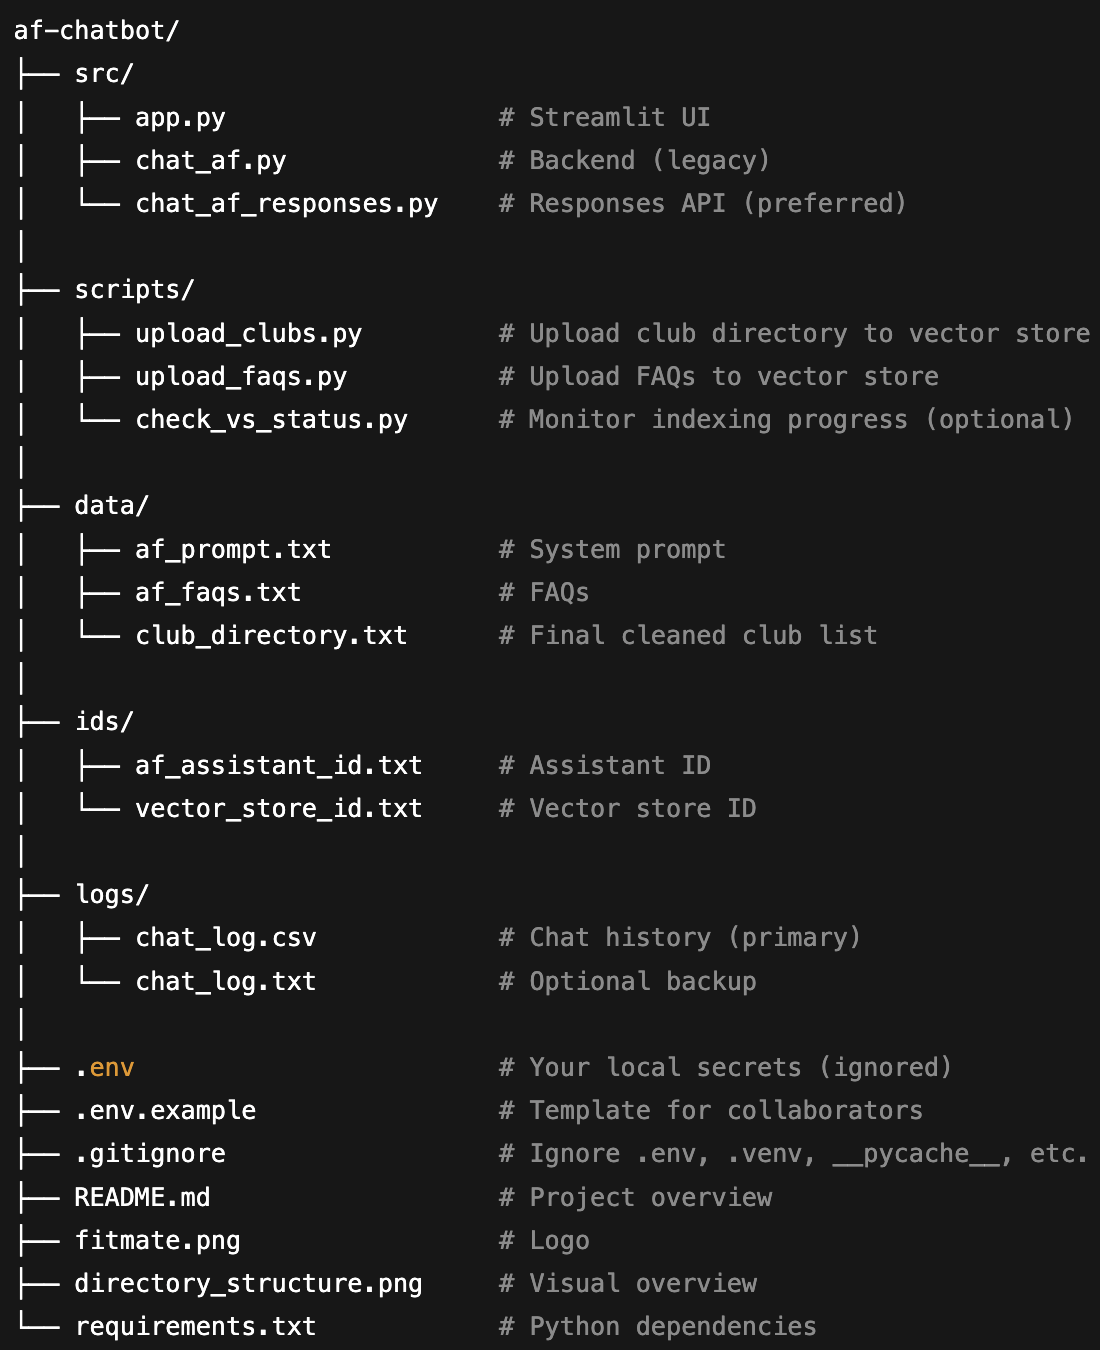 af-chatbot/
├── src/
│   ├── app.py                  # Streamlit UI
│   ├── chat_af.py              # Backend (legacy)
│   └── chat_af_responses.py    # Responses API (preferred)
│
├── scripts/
│   ├── upload_clubs.py         # Upload club directory to vector store
│   ├── upload_faqs.py          # Upload FAQs to vector store
│   └── check_vs_status.py      # Monitor indexing progress (optional)
│
├── data/
│   ├── af_prompt.txt           # System prompt
│   ├── af_faqs.txt             # FAQs
│   └── club_directory.txt      # Final cleaned club list
│
├── ids/
│   ├── af_assistant_id.txt     # Assistant ID
│   └── vector_store_id.txt     # Vector store ID
│
├── logs/
│   ├── chat_log.csv            # Chat history (primary)
│   └── chat_log.txt            # Optional backup
│
├── .env                        # Your local secrets (ignored)
├── .env.example                # Template for collaborators
├── .gitignore                  # Ignore .env, .venv, __pycache__, etc.
├── README.md                   # Project overview
├── fitmate.png                 # Logo
├── directory_structure.png     # Visual overview
└── requirements.txt            # Python dependencies